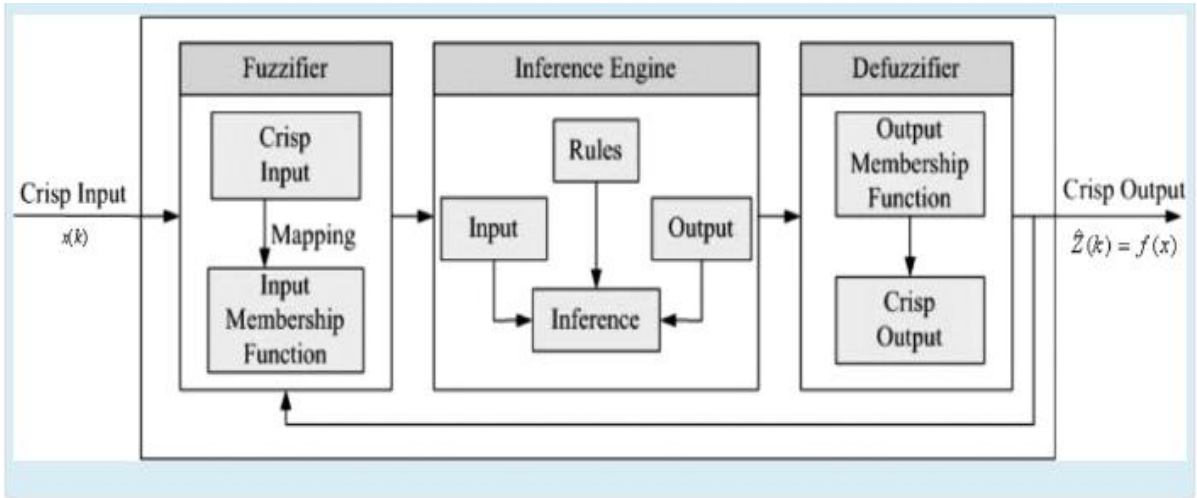 Fuzzifier
Inference Engine
Defuzzifier
Crisp Input
x(k)
Crisp
Input
Mapping
Input
Membership
Function
Rules
Input
Output
Inference
Output
Membership
Function
Crisp
Output
Crisp Output
Ẑ(k) = f(x)